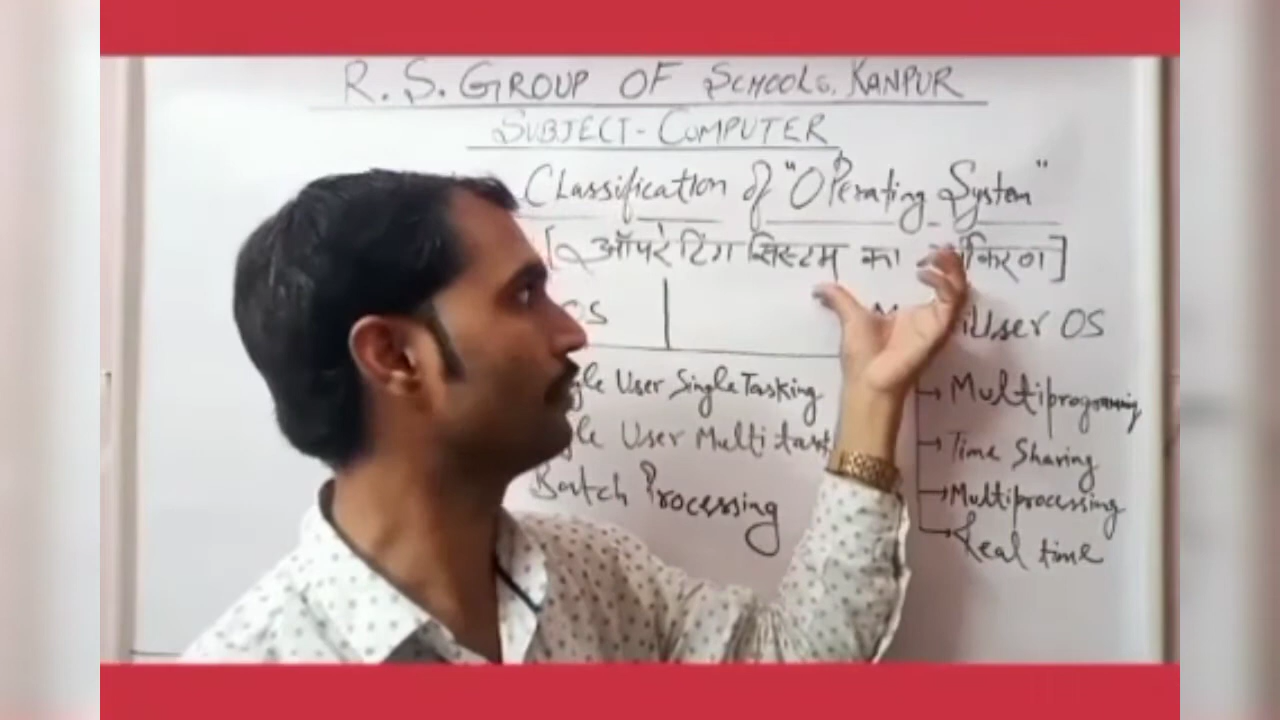 R. S. GROUP OF SCHOOLS, KANPUR
SUBJECT - COMPUTER
Classification of "Operating System"
[ऑपरेटिंग सिस्टम का
OS
User OS
User Single Tasking
User Multi
Batch Processing
Multiprograming
Time Sharing
Multiprocessing
Real time